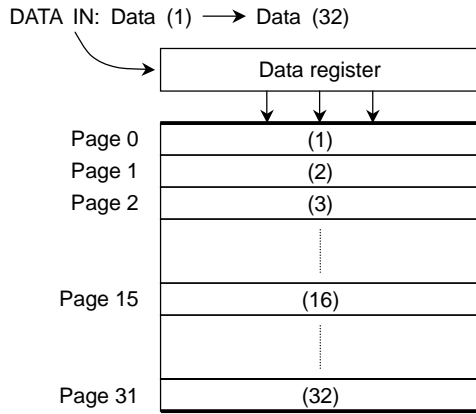 DATA IN: Data (1) → Data (32)
Data register
Page 0 (1)
Page 1 (2)
Page 2 (3)
Page 15 (16)
Page 31 (32)